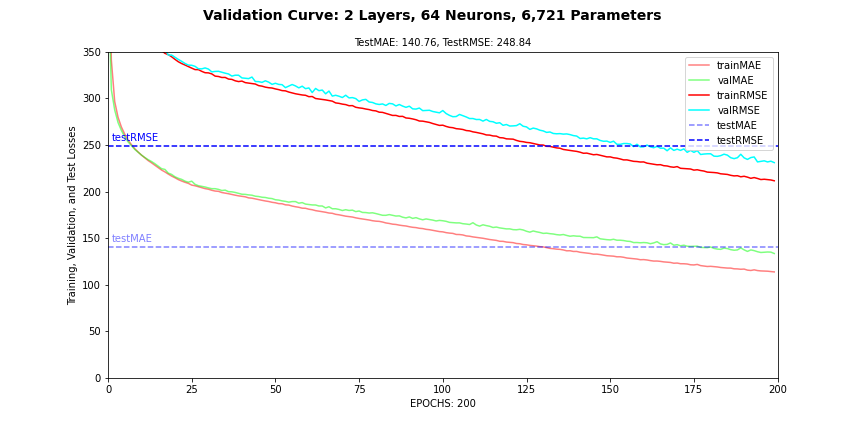 Validation Curve: 2 Layers, 64 Neurons, 6,721 Parameters
TestMAE: 140.76, TestRMSE: 248.84
Training, Validation, and Test Losses
350
300
250
200
150
100
50
0
testRMSE
testMAE
trainMAE
valMAE
trainRMSE
valRMSE
testMAE
testRMSE
0
25
50
75
100
125
150
175
200
EPOCHS: 200